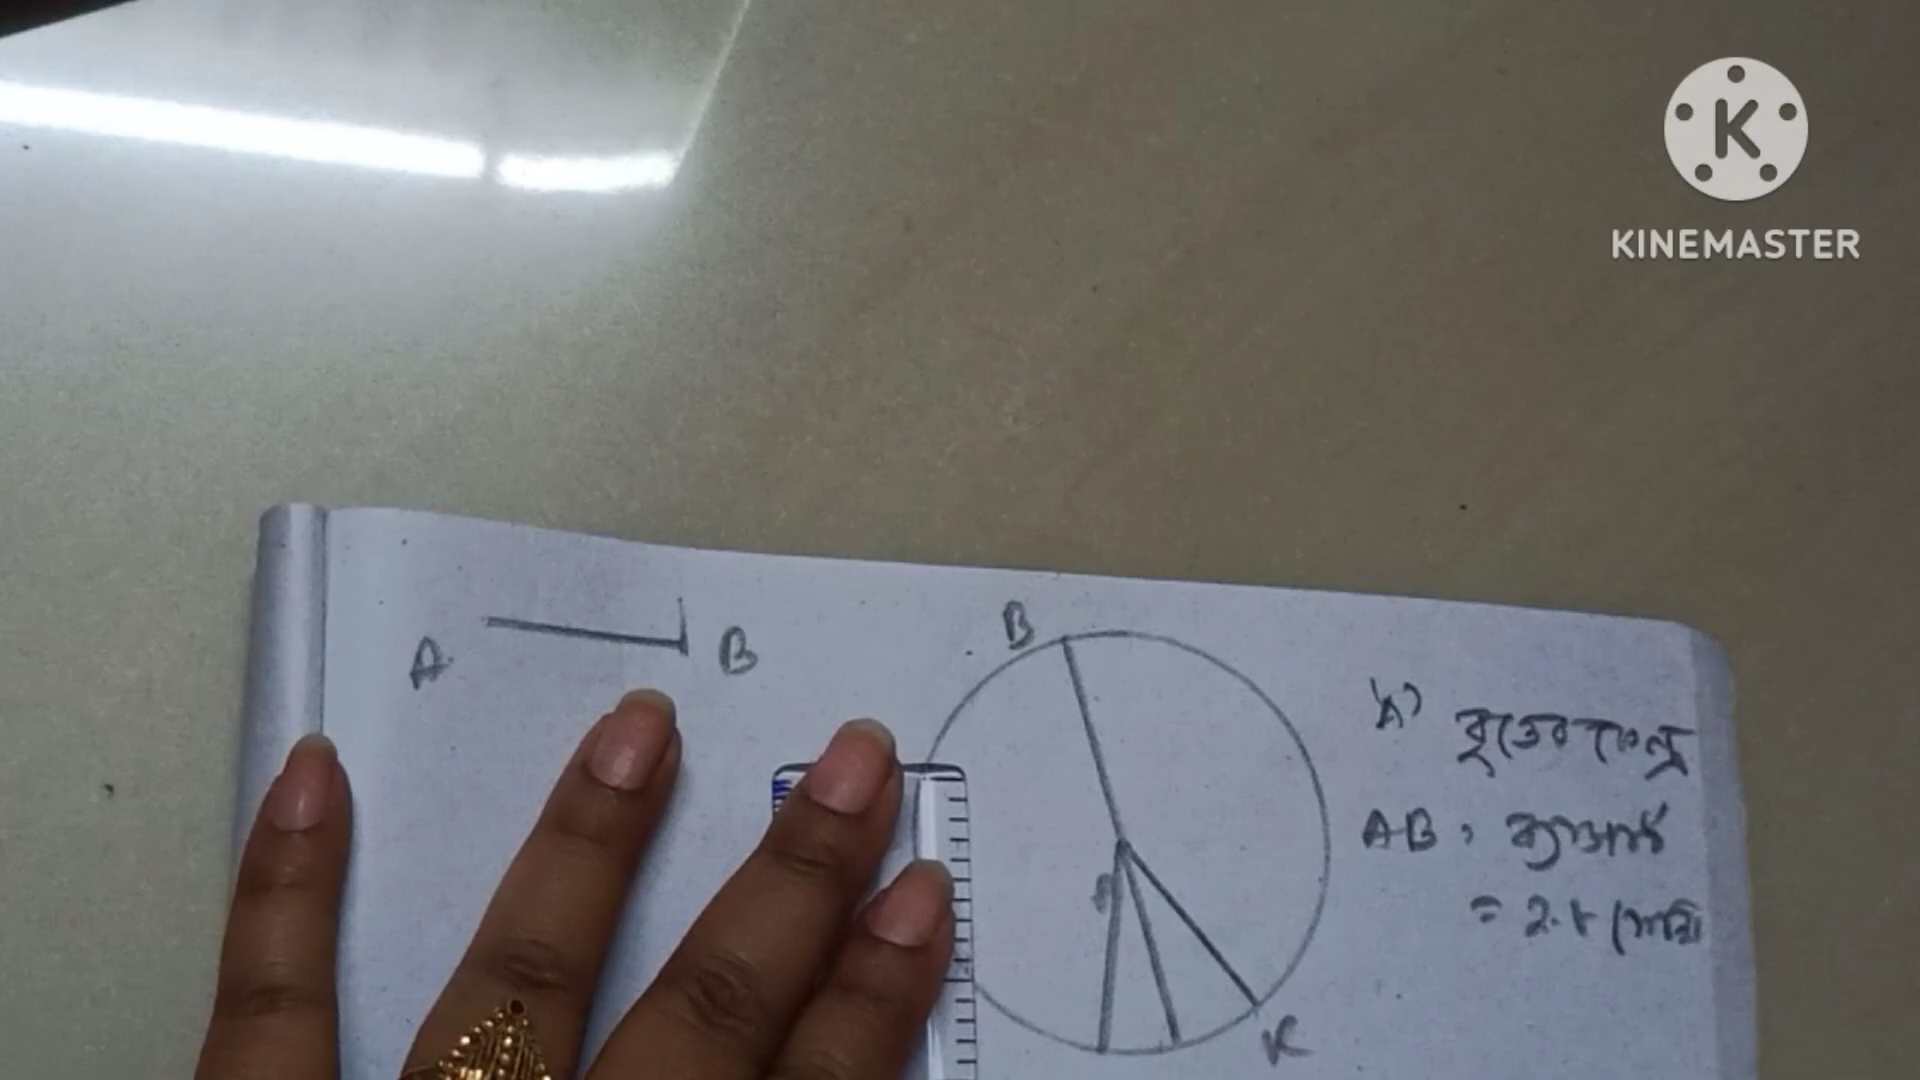 K
KINEMASTER
A
B
B
A
K
'A'
বৃত্তের কেন্দ্র
AB, ব্যাসার্ধ
= 2.৮ সেমি